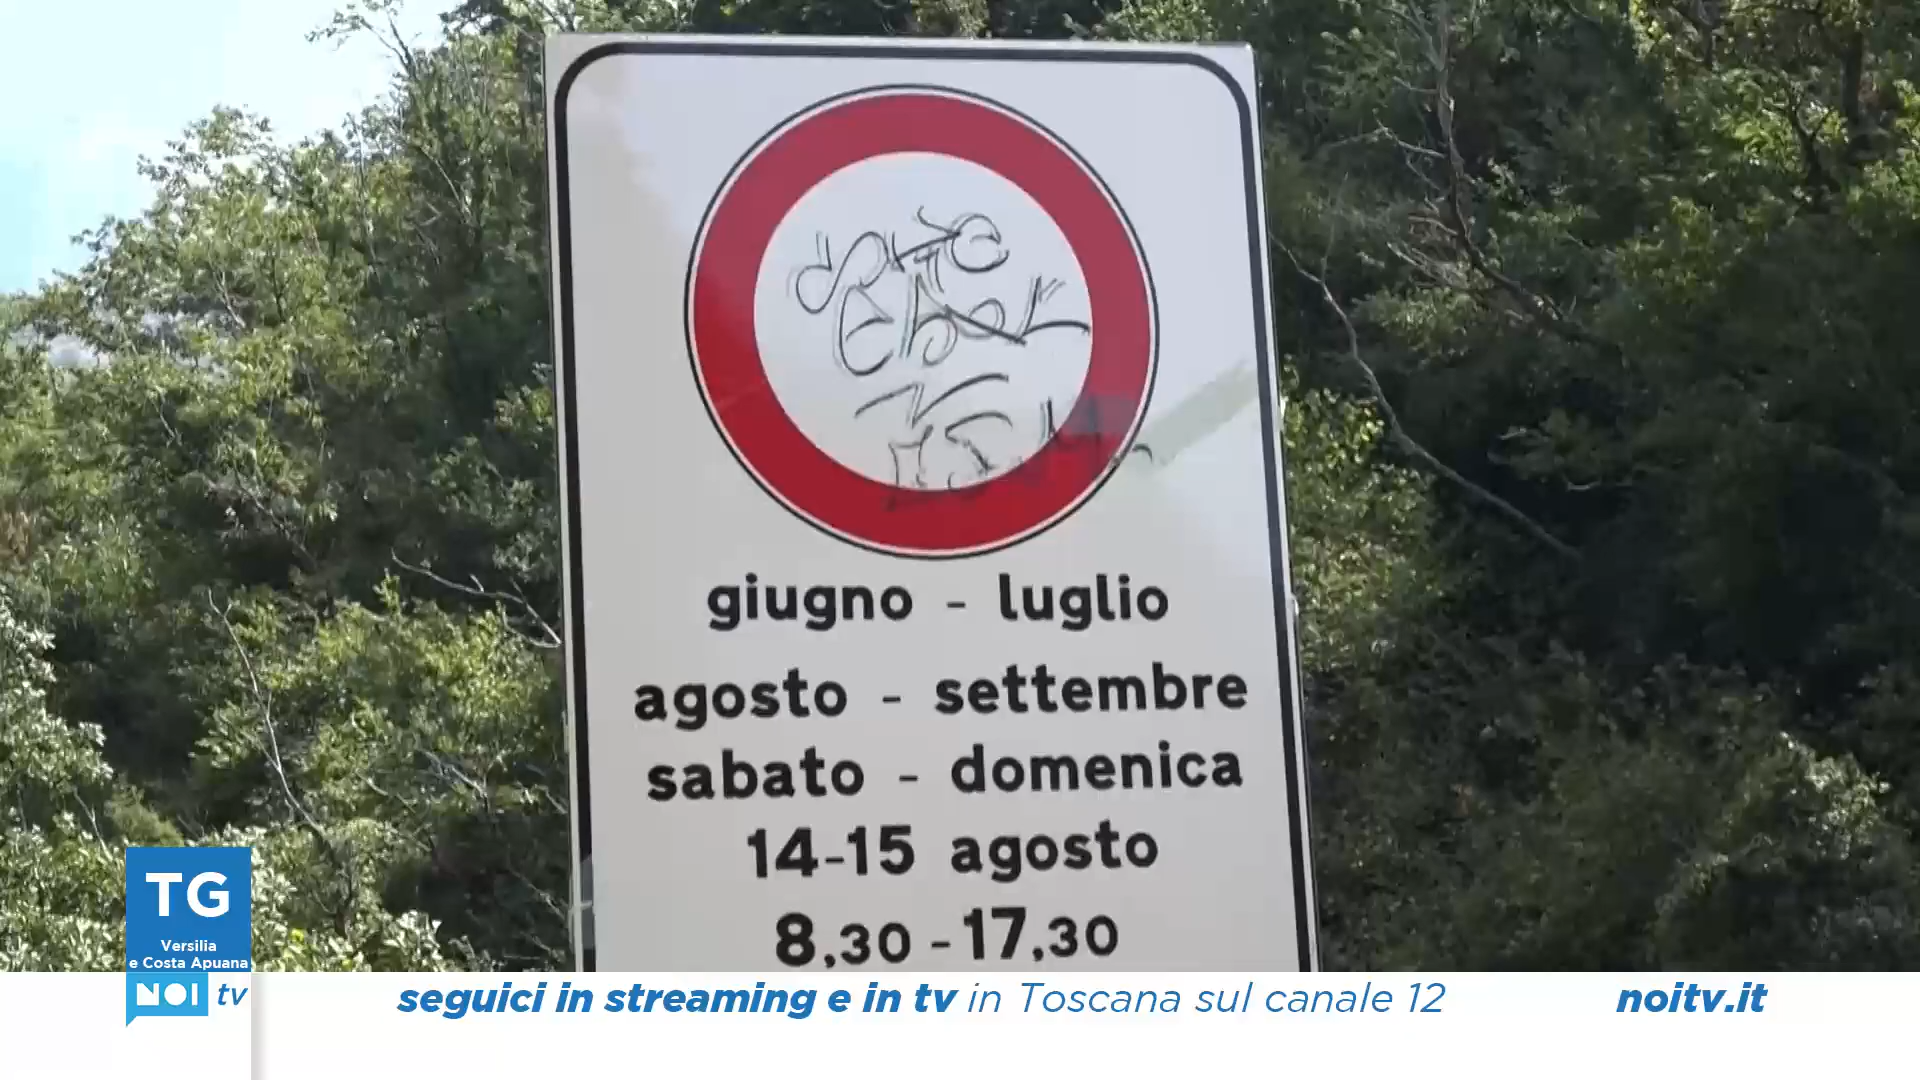 giugno - luglio
agosto - settembre
sabato - domenica
14-15 agosto
8.30 - 17.30
TG
Versilia
e Costa Apuana
NOI tv
seguici in streaming e in tv in Toscana sul canale 12
noitv.it